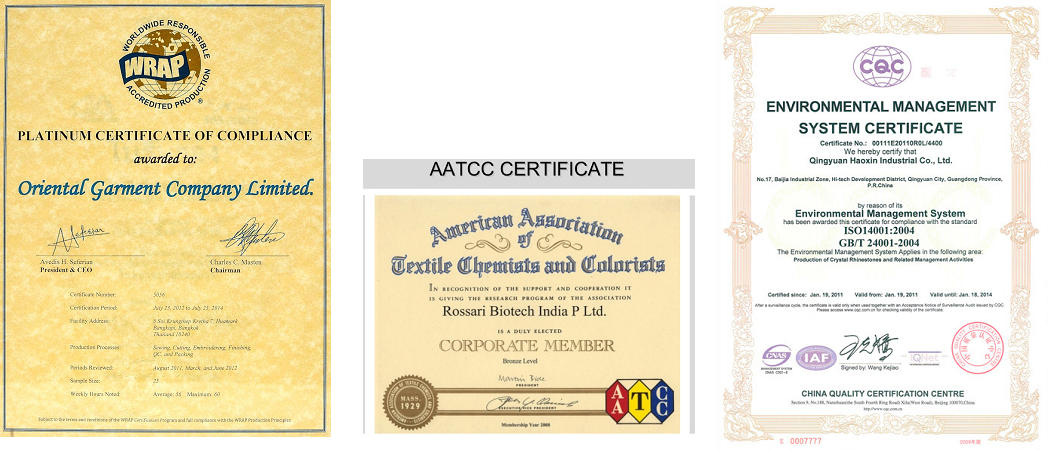 WORLDWIDE RESPONSIBLE
WRAP
ACCREDITED PRODUCTION
®
PLATINUM CERTIFICATE OF COMPLIANCE
awarded to:
Oriental Garment Company Limited.
Avedis H. Seferian
President & CEO
Charles C. Masten
Chairman
Certificate Number:
5036
Certification Period:
July 25, 2012 to July 25, 2014
Facility Address:
Bangkapi, Bangkok
Thailand 10240
Production Processes:
Sewing, Cutting, Embroidering, Finishing,
QC, and Packing
Periods Reviewed:
August 2011, March, and June 2012
Sample Size:
25
Weekly Hours Noted:
Average: 56 Maximum: 60
Subject to the terms and conditions of the WRAP Certification Program and full compliance with the WRAP Production Principles
AATCC CERTIFICATE
American Association
of
Textile Chemists and Colorists
IN RECOGNITION OF THE SUPPORT AND COOPERATION IT
IS GIVING THE RESEARCH PROGRAM OF THE ASSOCIATION
Rossari Biotech India P Ltd.
IS A DULY ELECTED
CORPORATE MEMBER
Bronze Level
PRESIDENT
EXECUTIVE VICE PRESIDENT
MASS.
1929
A
A
T
C
C
Membership Year 2008
CQC
ENVIRONMENTAL MANAGEMENT
SYSTEM CERTIFICATE
Certificate No.: 00111E20110R0L/4400
We hereby certify that
Qingyuan Haoxin Industrial Co., Ltd.
No.17, Baijia Industrial Zone, Hi-tech Development District, Qingyuan City, Guangdong Province,
P.R.China
by reason of its
Environmental Management System
has been awarded this certificate for compliance with the standard
ISO14001:2004
GB/T 24001-2004
The Environmental Management System Applies in the following area:
Production of Crystal Rhinestones and Related Management Activities
Certified since: Jan. 19, 2011 Valid from: Jan. 19, 2011 Valid until: Jan. 18, 2014
After a surveillance cycle, the certificate is valid only when used together with an Acceptance Notice of Surveillance Audit issued by CQC
Please access www.cqc.com.cn for checking validity of the certificate.
CNAS
IAF
IQNet
Signed by: Wang Kejiao
CHINA QUALITY CERTIFICATION CENTRE
Section 9, No.188, Nansihuanxi (the South Fourth Ring Road) Xilu(West Road), Beijing 100070,China
http://www.cqc.com.cn
0007777